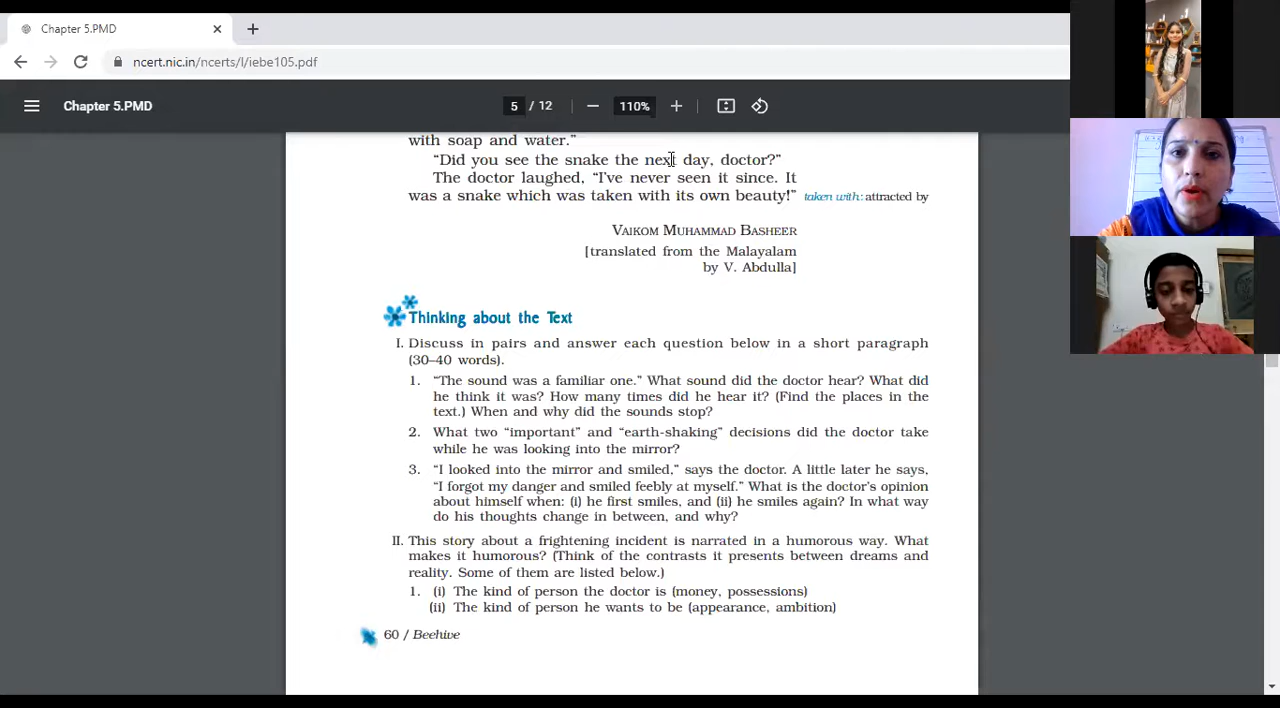 Chapter 5.PMD
ncert.nic.in/ncerts/l/iebe105.pdf
Chapter 5.PMD
5 / 12
110%
with soap and water.”
“Did you see the snake the next day, doctor?”
The doctor laughed, “I’ve never seen it since. It
was a snake which was taken with its own beauty!”
taken with: attracted by
VAIKOM MUHAMMAD BASHEER
[translated from the Malayalam
by V. Abdulla]
Thinking about the Text
I. Discuss in pairs and answer each question below in a short paragraph
(30–40 words).
1. “The sound was a familiar one.” What sound did the doctor hear? What did
he think it was? How many times did he hear it? (Find the places in the
text.) When and why did the sounds stop?
2. What two “important” and “earth-shaking” decisions did the doctor take
while he was looking into the mirror?
3. “I looked into the mirror and smiled,” says the doctor. A little later he says,
“I forgot my danger and smiled feebly at myself.” What is the doctor’s opinion
about himself when: (i) he first smiles, and (ii) he smiles again? In what way
do his thoughts change in between, and why?
II. This story about a frightening incident is narrated in a humorous way. What
makes it humorous? (Think of the contrasts it presents between dreams and
reality. Some of them are listed below.)
1. (i) The kind of person the doctor is (money, possessions)
(ii) The kind of person he wants to be (appearance, ambition)
60 / Beehive